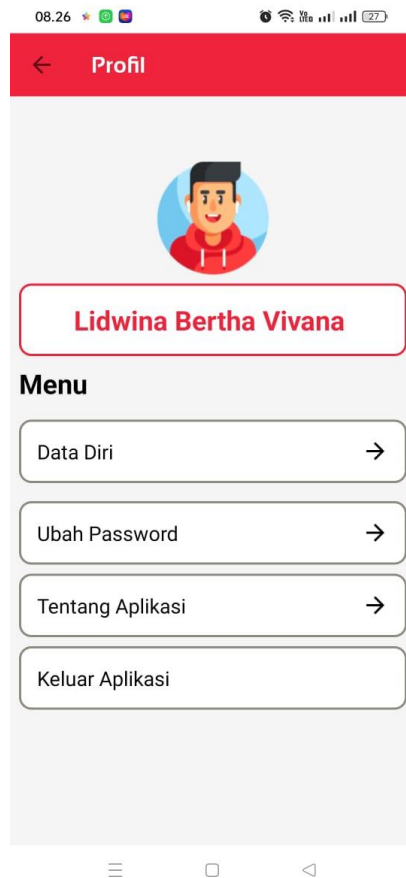 08.26
27
Profil
Lidwina Bertha Vivana
Menu
Data Diri
Ubah Password
Tentang Aplikasi
Keluar Aplikasi